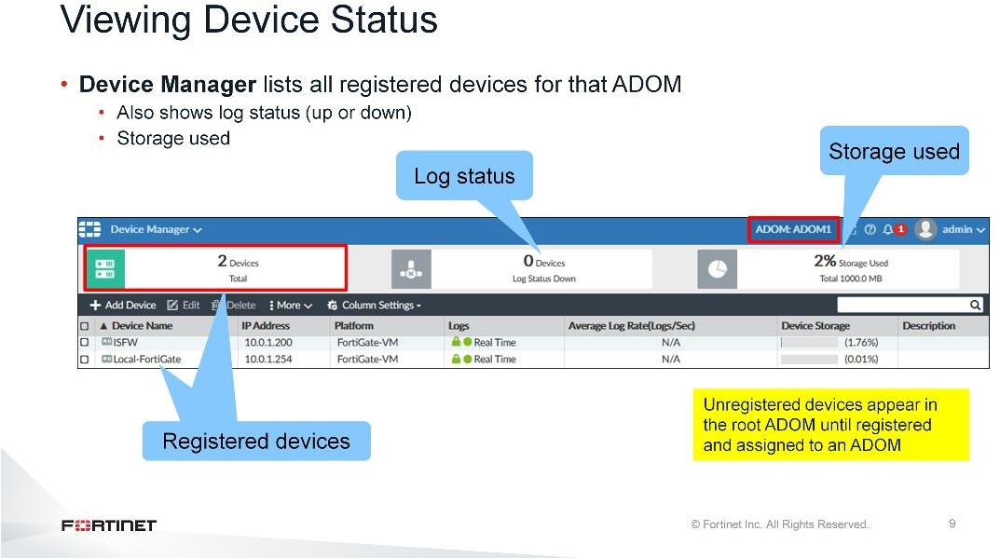 Viewing Device Status
• Device Manager lists all registered devices for that ADOM
• Also shows log status (up or down)
• Storage used
Log status
Storage used
Device Manager
ADOM: ADOM1
1
admin
2 Devices
Total
0 Devices
Log Status Down
2% Storage Used
Total 1000.0 MB
Add Device Edit Delete More Column Settings
Device Name IP Address Platform Logs Average Log Rate(Logs/Sec) Device Storage Description
ISFW 10.0.1.200 FortiGate-VM Real Time N/A (1.76%)
Local-FortiGate 10.0.1.254 FortiGate-VM Real Time N/A (0.01%)
Registered devices
Unregistered devices appear in
the root ADOM until registered
and assigned to an ADOM
FORTINET
© Fortinet Inc. All Rights Reserved.
9